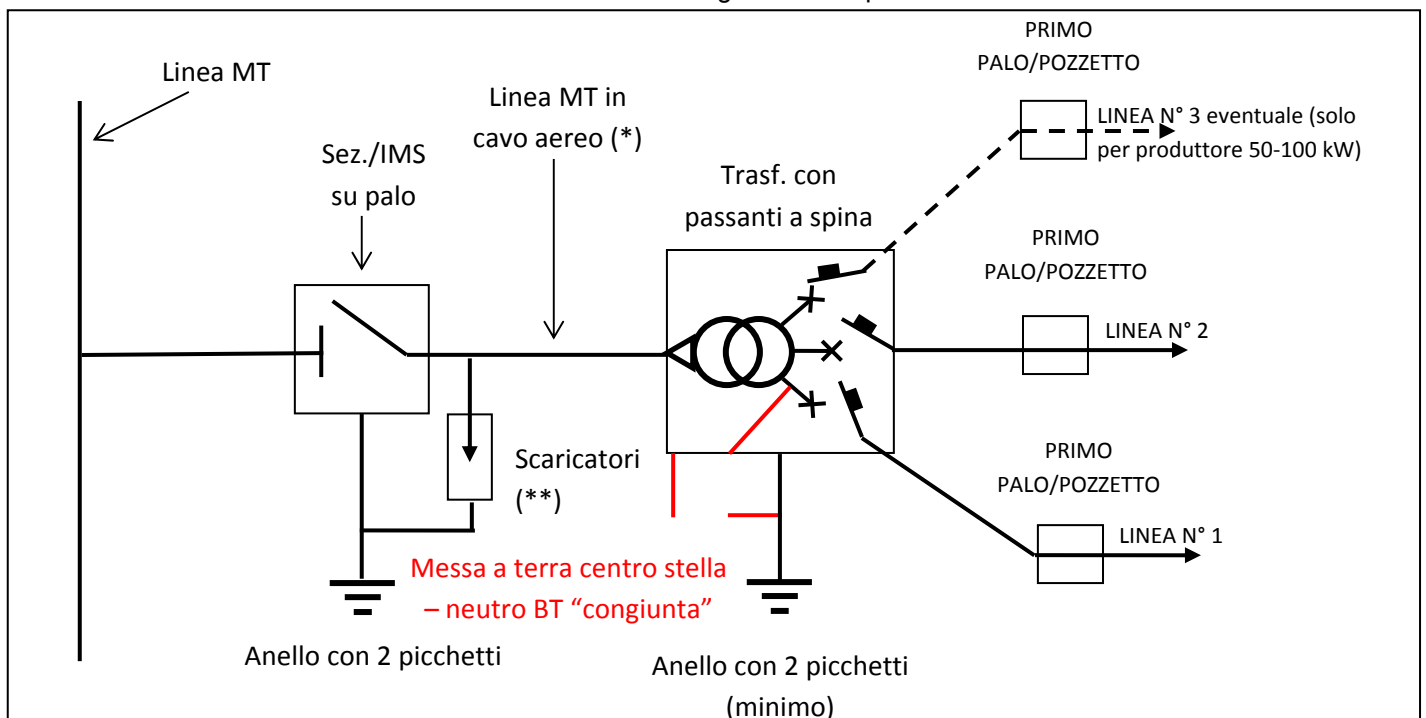 Linea MT
Sez./IMS
su palo
Linea MT in
cavo aereo (*)
Trasf. con
passanti a spina
PRIMO
PALO/POZZETTO
LINEA N° 3 eventuale (solo
per produttore 50-100 kW)
PRIMO
PALO/POZZETTO
LINEA N° 2
PRIMO
PALO/POZZETTO
LINEA N° 1
Scaricatori
(**)
Messa a terra centro stella
– neutro BT “congiunta”
Anello con 2 picchetti
Anello con 2 picchetti
(minimo)